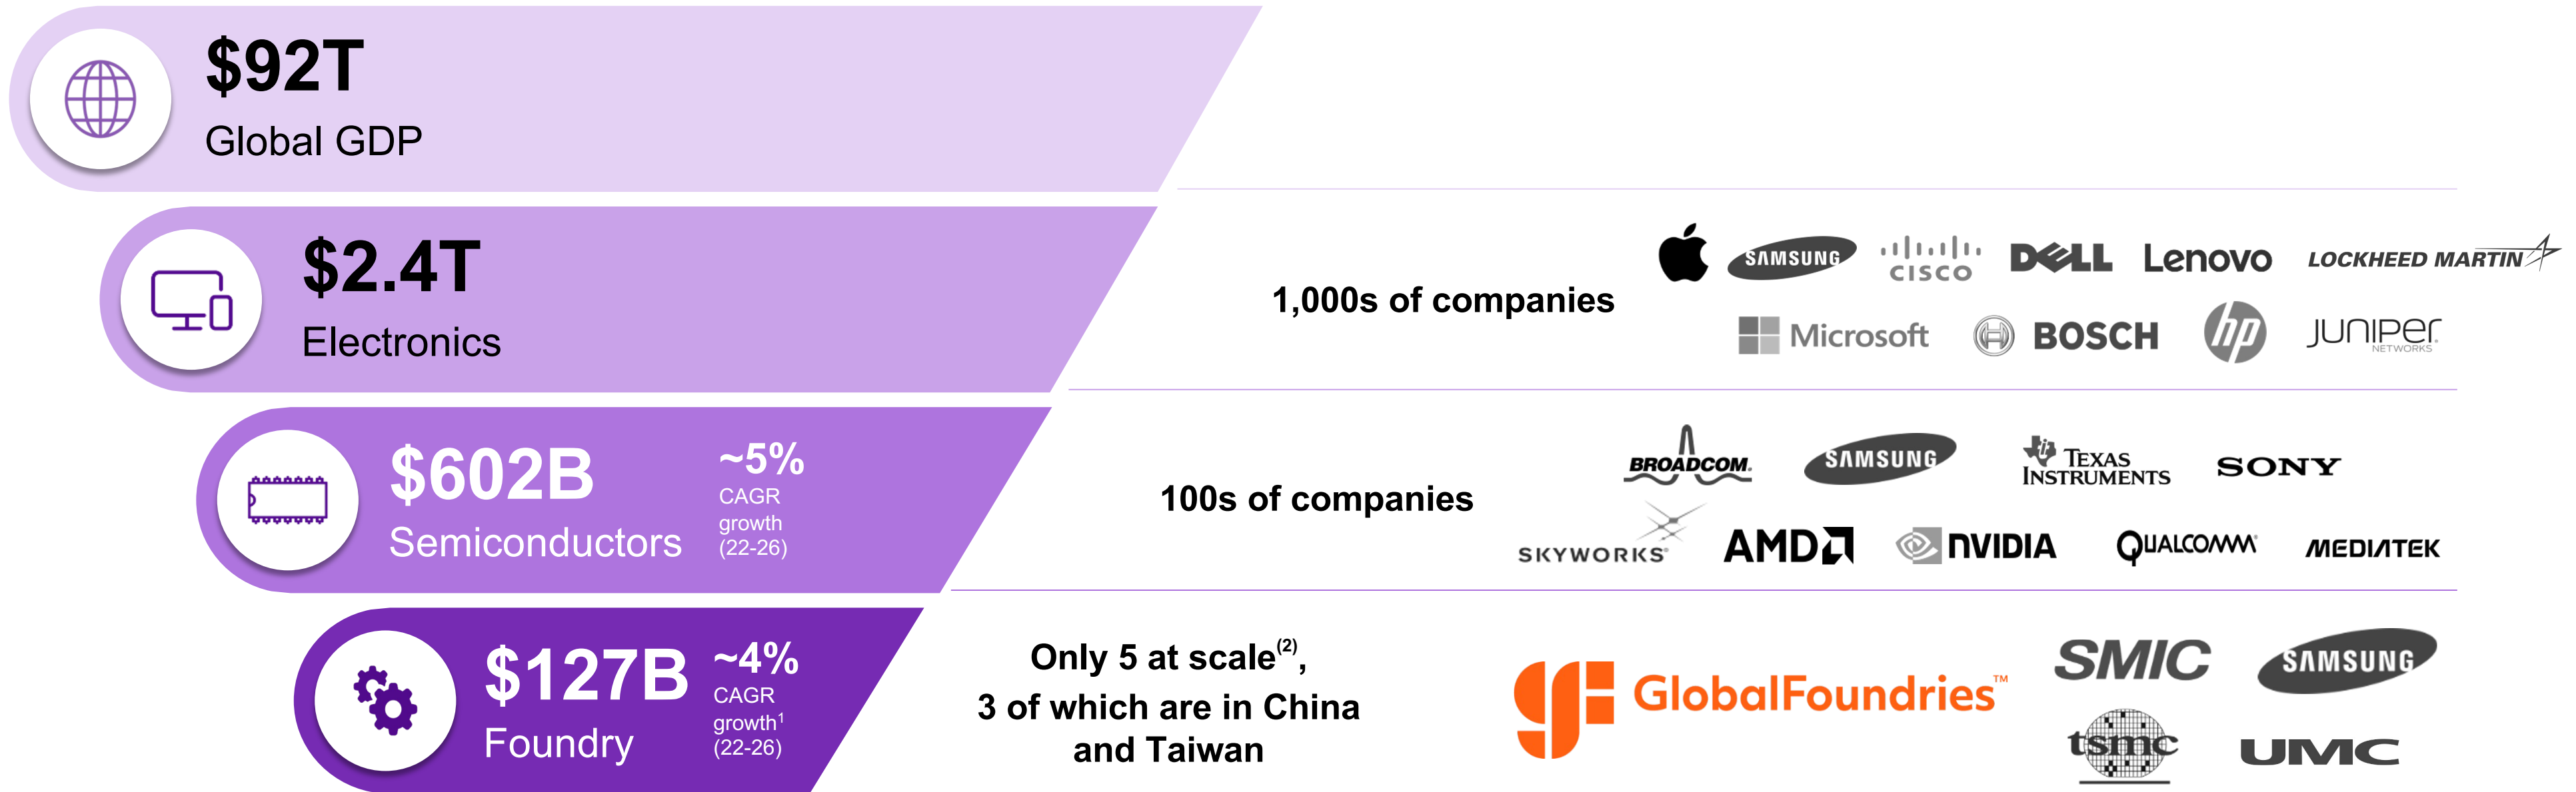 $92T
Global GDP
$2.4T
Electronics
1,000s of companies
SAMSUNG
CISCO
DELL
Lenovo
LOCKHEED MARTIN
Microsoft
BOSCH
hp
JUNIPER
NETWORKS
$602B
Semiconductors
~5%
CAGR
growth
(22-26)
100s of companies
BROADCOM.
SAMSUNG
TEXAS
INSTRUMENTS
SONY
SKYWORKS®
AMD
NVIDIA
QUALCOMM®
MEDIATEK
$127B
Foundry
~4%
CAGR
growth¹
(22-26)
Only 5 at scale⁽²⁾,
3 of which are in China
and Taiwan
GF
GlobalFoundries™
SMIC
SAMSUNG
tsmc
UMC